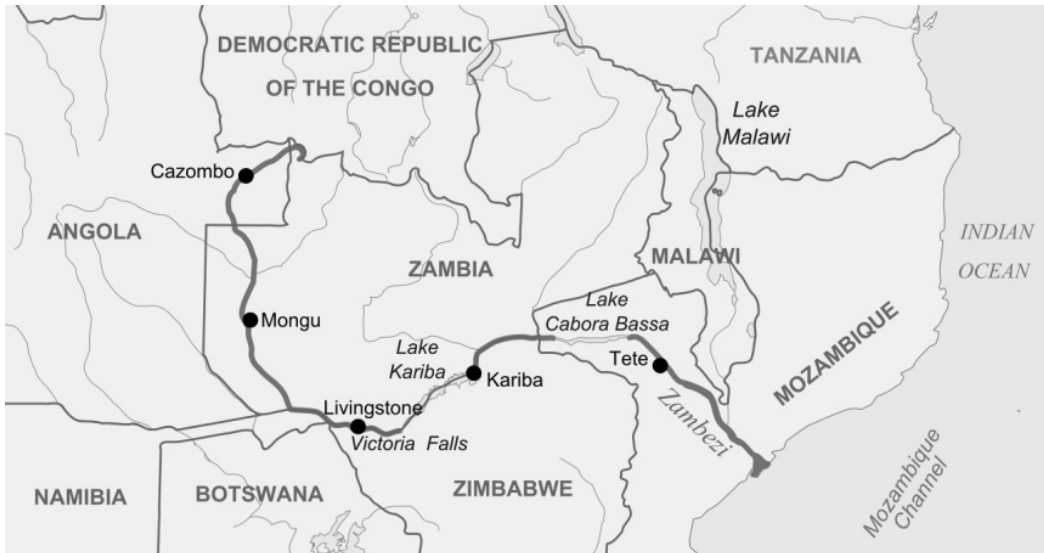 DEMOCRATIC REPUBLIC
OF THE CONGO
TANZANIA
Lake
Malawi
Cazombo
ANGOLA
ZAMBIA
MALAWI
INDIAN
OCEAN
Lake
Cabora Bassa
Mongu
MOZAMBIQUE
Lake
Kariba
Kariba
Tete
Zambezi
Livingstone
Victoria Falls
NAMIBIA
BOTSWANA
ZIMBABWE
Mozambique
Channel